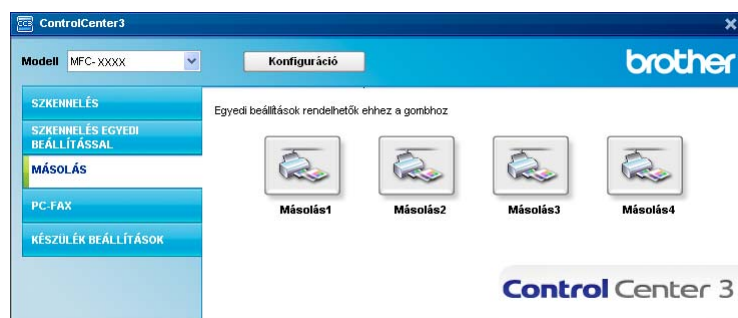 ControlCenter3
Modell MFC-XXXX Konfiguráció brother
SZKENNELÉS
SZKENNELÉS EGYEDI
BEÁLLÍTÁSSAL
MÁSOLÁS
PC-FAX
KÉSZÜLÉK BEÁLLÍTÁSOK
Egyedi beállítások rendelhetők ehhez a gombhoz
Másolás1 Másolás2 Másolás3 Másolás4
Control Center 3